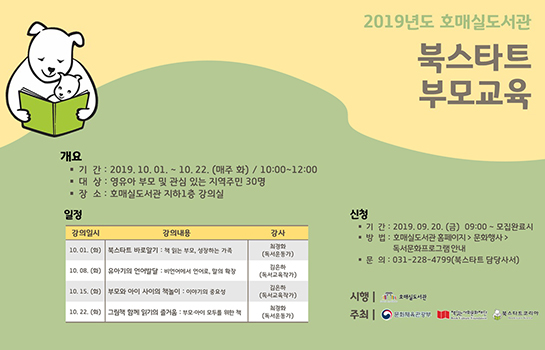 2019년도 호매실도서관
북스타트
부모교육
개요
▪ 기 간 : 2019. 10. 01. ~ 10. 22. (매주 화) / 10:00~12:00
▪ 대 상 : 영유아 부모 및 관심 있는 지역주민 30명
▪ 장 소 : 호매실도서관 지하1층 강의실
일정
강의일시 강의내용 강사
10. 01. (화) 북스타트 바로알기 : 책 읽는 부모, 성장하는 가족 최경화 (독서운동가)
10. 08. (화) 유아기의 언어발달 : 비언어에서 언어로, 말의 확장 김은하 (독서교육작가)
10. 15. (화) 부모와 아이 사이의 책놀이 : 이야기의 중요성 김은하 (독서교육작가)
10. 22. (화) 그림책 함께 읽기의 즐거움 : 부모·아이 모두를 위한 책 최경화 (독서운동가)
신청
▪ 기 간 : 2019. 09. 20. (금) 09:00 ~ 모집완료시
▪ 방 법 : 호매실도서관 홈페이지 > 문화행사 >
독서문화프로그램 안내
▪ 문 의 : 031-228-4799(북스타트 담당사서)
시행 호매실도서관
주최 문화체육관광부 책읽는사회문화재단 북스타트코리아